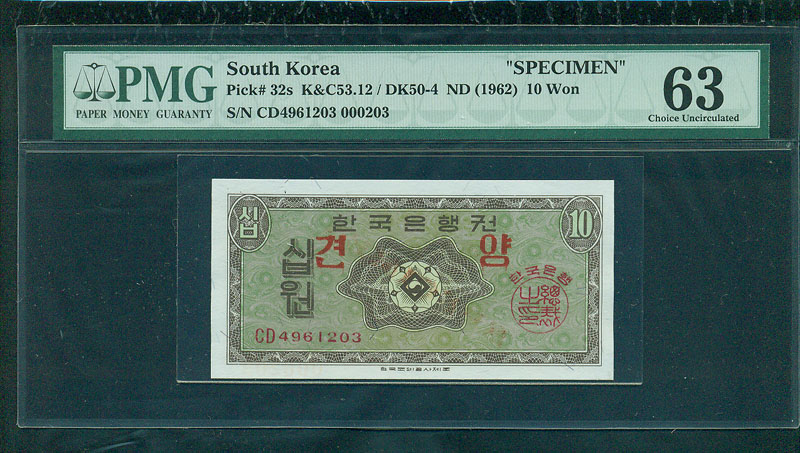 PMG
PAPER MONEY GUARANTY
South Korea "SPECIMEN"
Pick# 32s K&C53.12 / DK50-4 ND (1962) 10 Won
S/N CD4961203 000203
63
Choice Uncirculated
십
한국은행권
10
십원
견양
한국은행
CD4961203